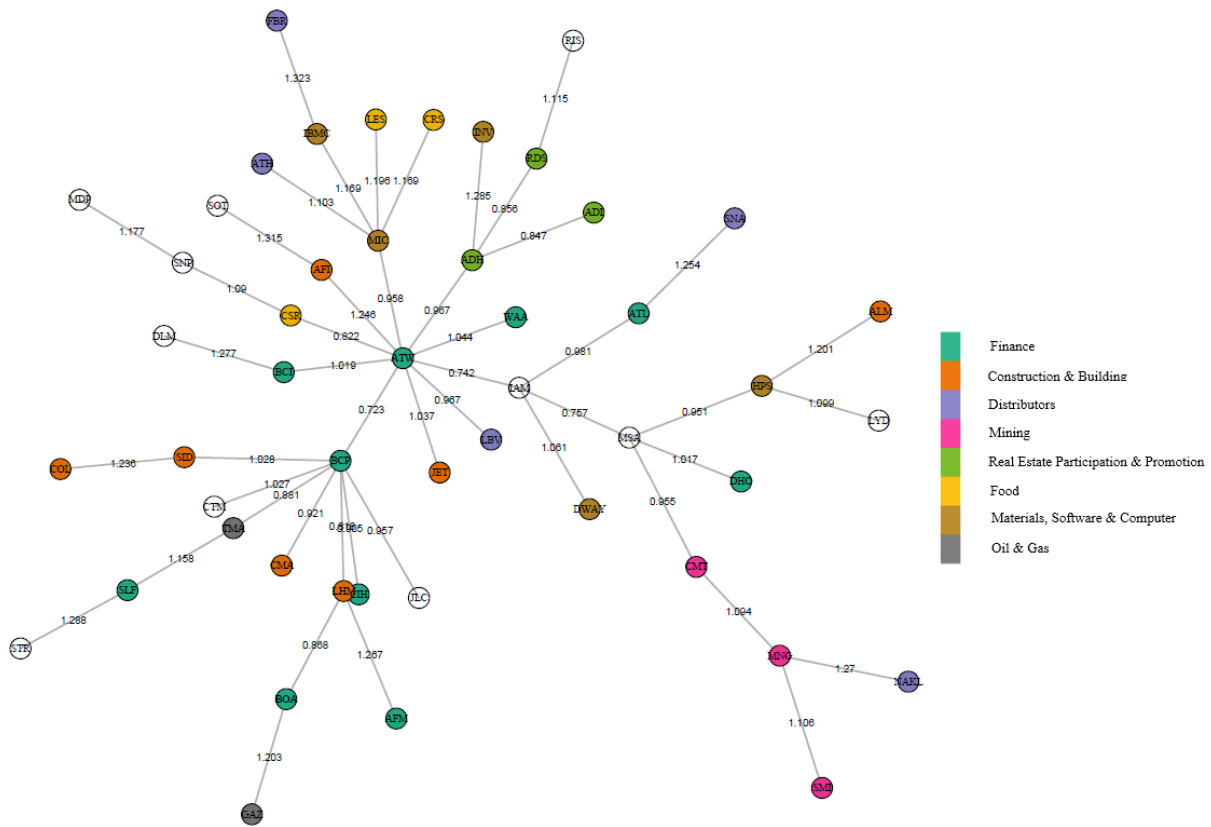 FBR
RIS
1.323
1.115
LES
CRS
INV
IBMC
RDS
ATH
1.169
1.196
1.169
1.285
0.856
MDP
SOT
1.103
ADI
SNA
0.847
1.177
1.315
MIC
ADH
1.254
SNP
AFI
1.09
0.958
0.967
CSR
1.246
WAA
ATL
ALM
DLM
0.822
1.044
1.277
BCI
1.019
ATW
0.742
0.981
1.201
IAM
HPS
0.723
1.037
0.967
0.757
0.951
1.099
LYD
LBV
1.061
MSA
COL
1.236
SID
1.028
BCP
JET
1.017
DHO
1.027
0.881
CTM
0.921
0.905
0.957
DWAY
0.955
TMA
1.158
CMA
CMT
SLF
LHM
JLC
1.094
1.288
STR
0.868
1.267
MNG
1.27
NAKL
BOA
AFM
1.106
1.203
SMI
GAZ
Finance
Construction & Building
Distributors
Mining
Real Estate Participation & Promotion
Food
Materials, Software & Computer
Oil & Gas